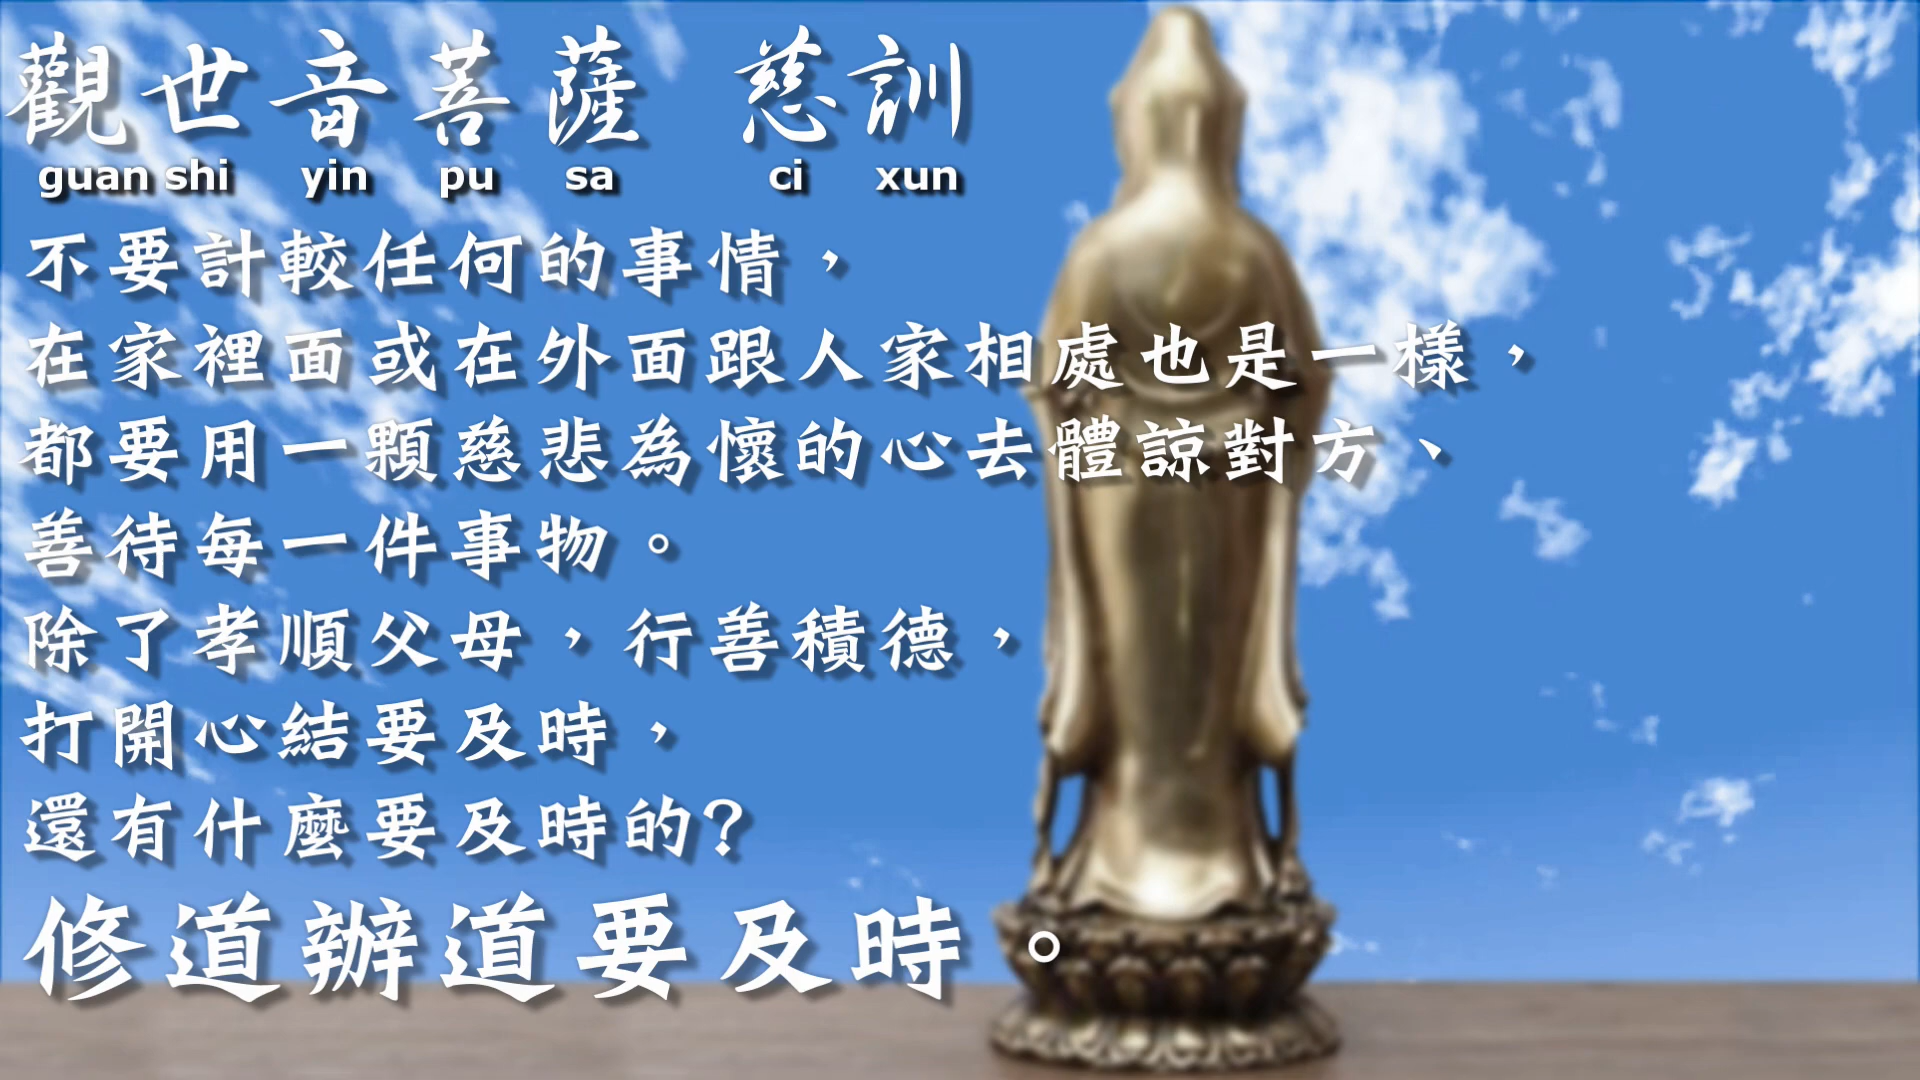 觀世音菩薩 慈訓
guan shi yin pu sa ci xun
不要計較任何的事情，
在家裡面或在外面跟人家相處也是一樣，
都要用一顆慈悲為懷的心去體諒對方、
善待每一件事物。
除了孝順父母，行善積德，
打開心結要及時，
還有什麼要及時的?
修道辦道要及時。